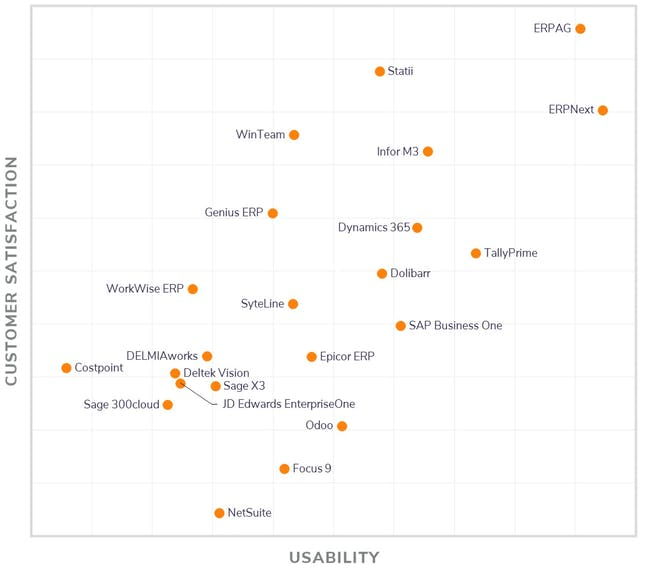 ERPAG
Statii
ERPNext
WinTeam
Infor M3
Genius ERP
Dynamics 365
TallyPrime
Dolibarr
WorkWise ERP
SyteLine
SAP Business One
DELMIAworks
Epicor ERP
Costpoint
Deltek Vision
Sage X3
JD Edwards EnterpriseOne
Sage 300cloud
Odoo
Focus 9
NetSuite
CUSTOMER SATISFACTION
USABILITY